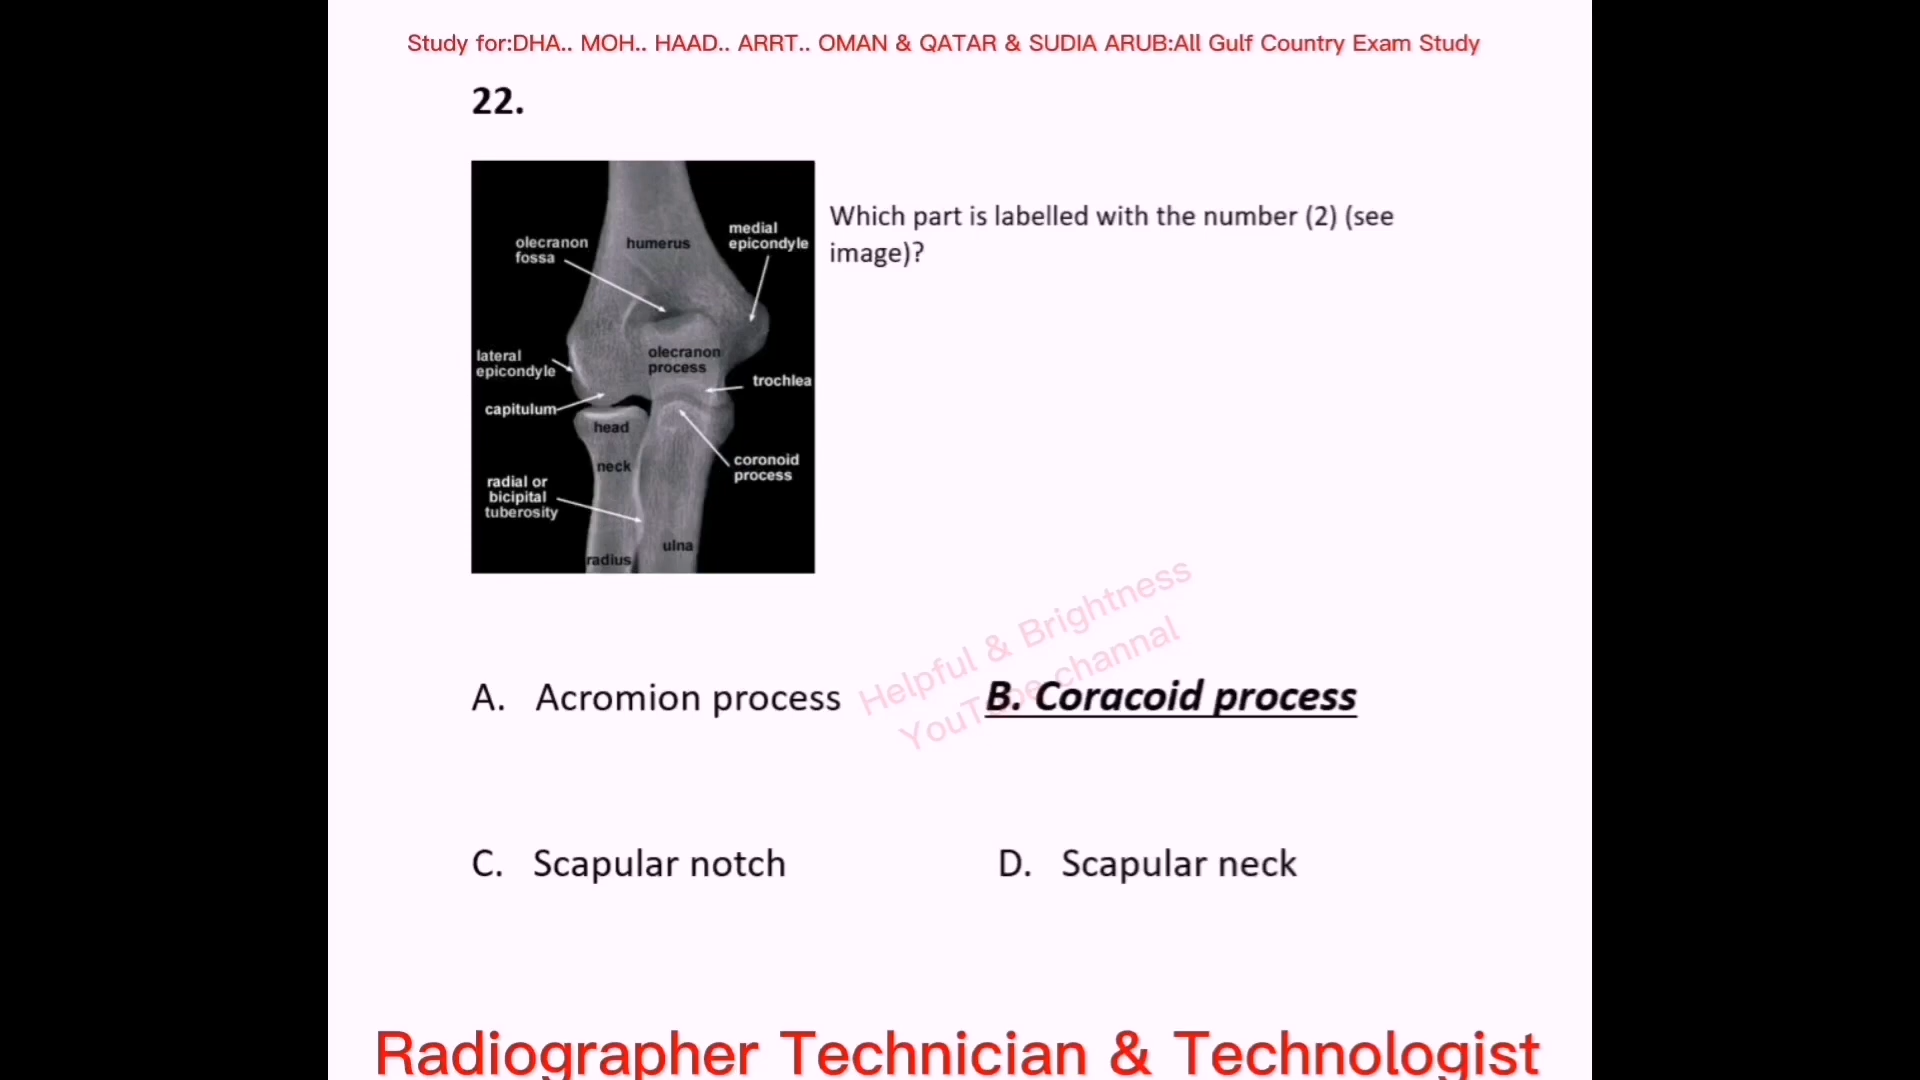 Study for:DHA.. MOH.. HAAD.. ARRT.. OMAN & QATAR & SUDIA ARUB:All Gulf Country Exam Study
22.
Which part is labelled with the number (2) (see
image)?
olecranon
fossa
humerus
medial
epicondyle
lateral
epicondyle
olecranon
process
trochlea
capitulum
head
neck
coronoid
process
radial or
bicipital
tuberosity
ulna
radius
Helpful & Brightness
YouTube channal
A. Acromion process
B. Coracoid process
C. Scapular notch
D. Scapular neck
Radiographer Technician & Technologist